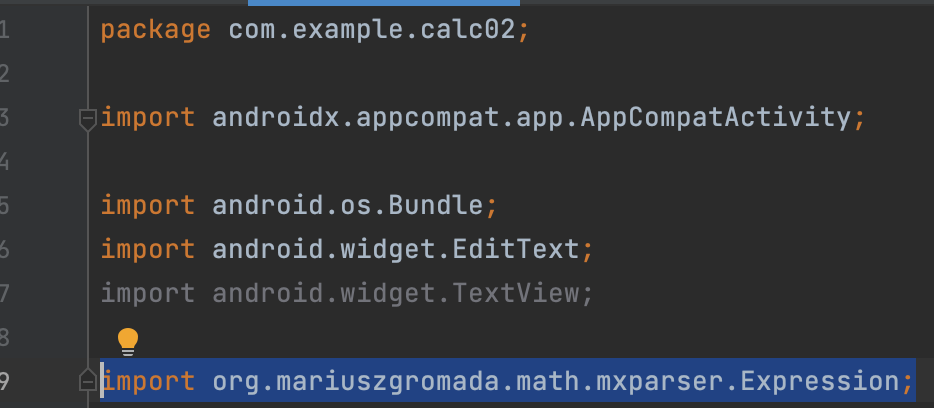 1 package com.example.calc02;
2
3 import androidx.appcompat.app.AppCompatActivity;
4
5 import android.os.Bundle;
6 import android.widget.EditText;
7 import android.widget.TextView;
8
9 import org.mariuszgromada.math.mxparser.Expression;